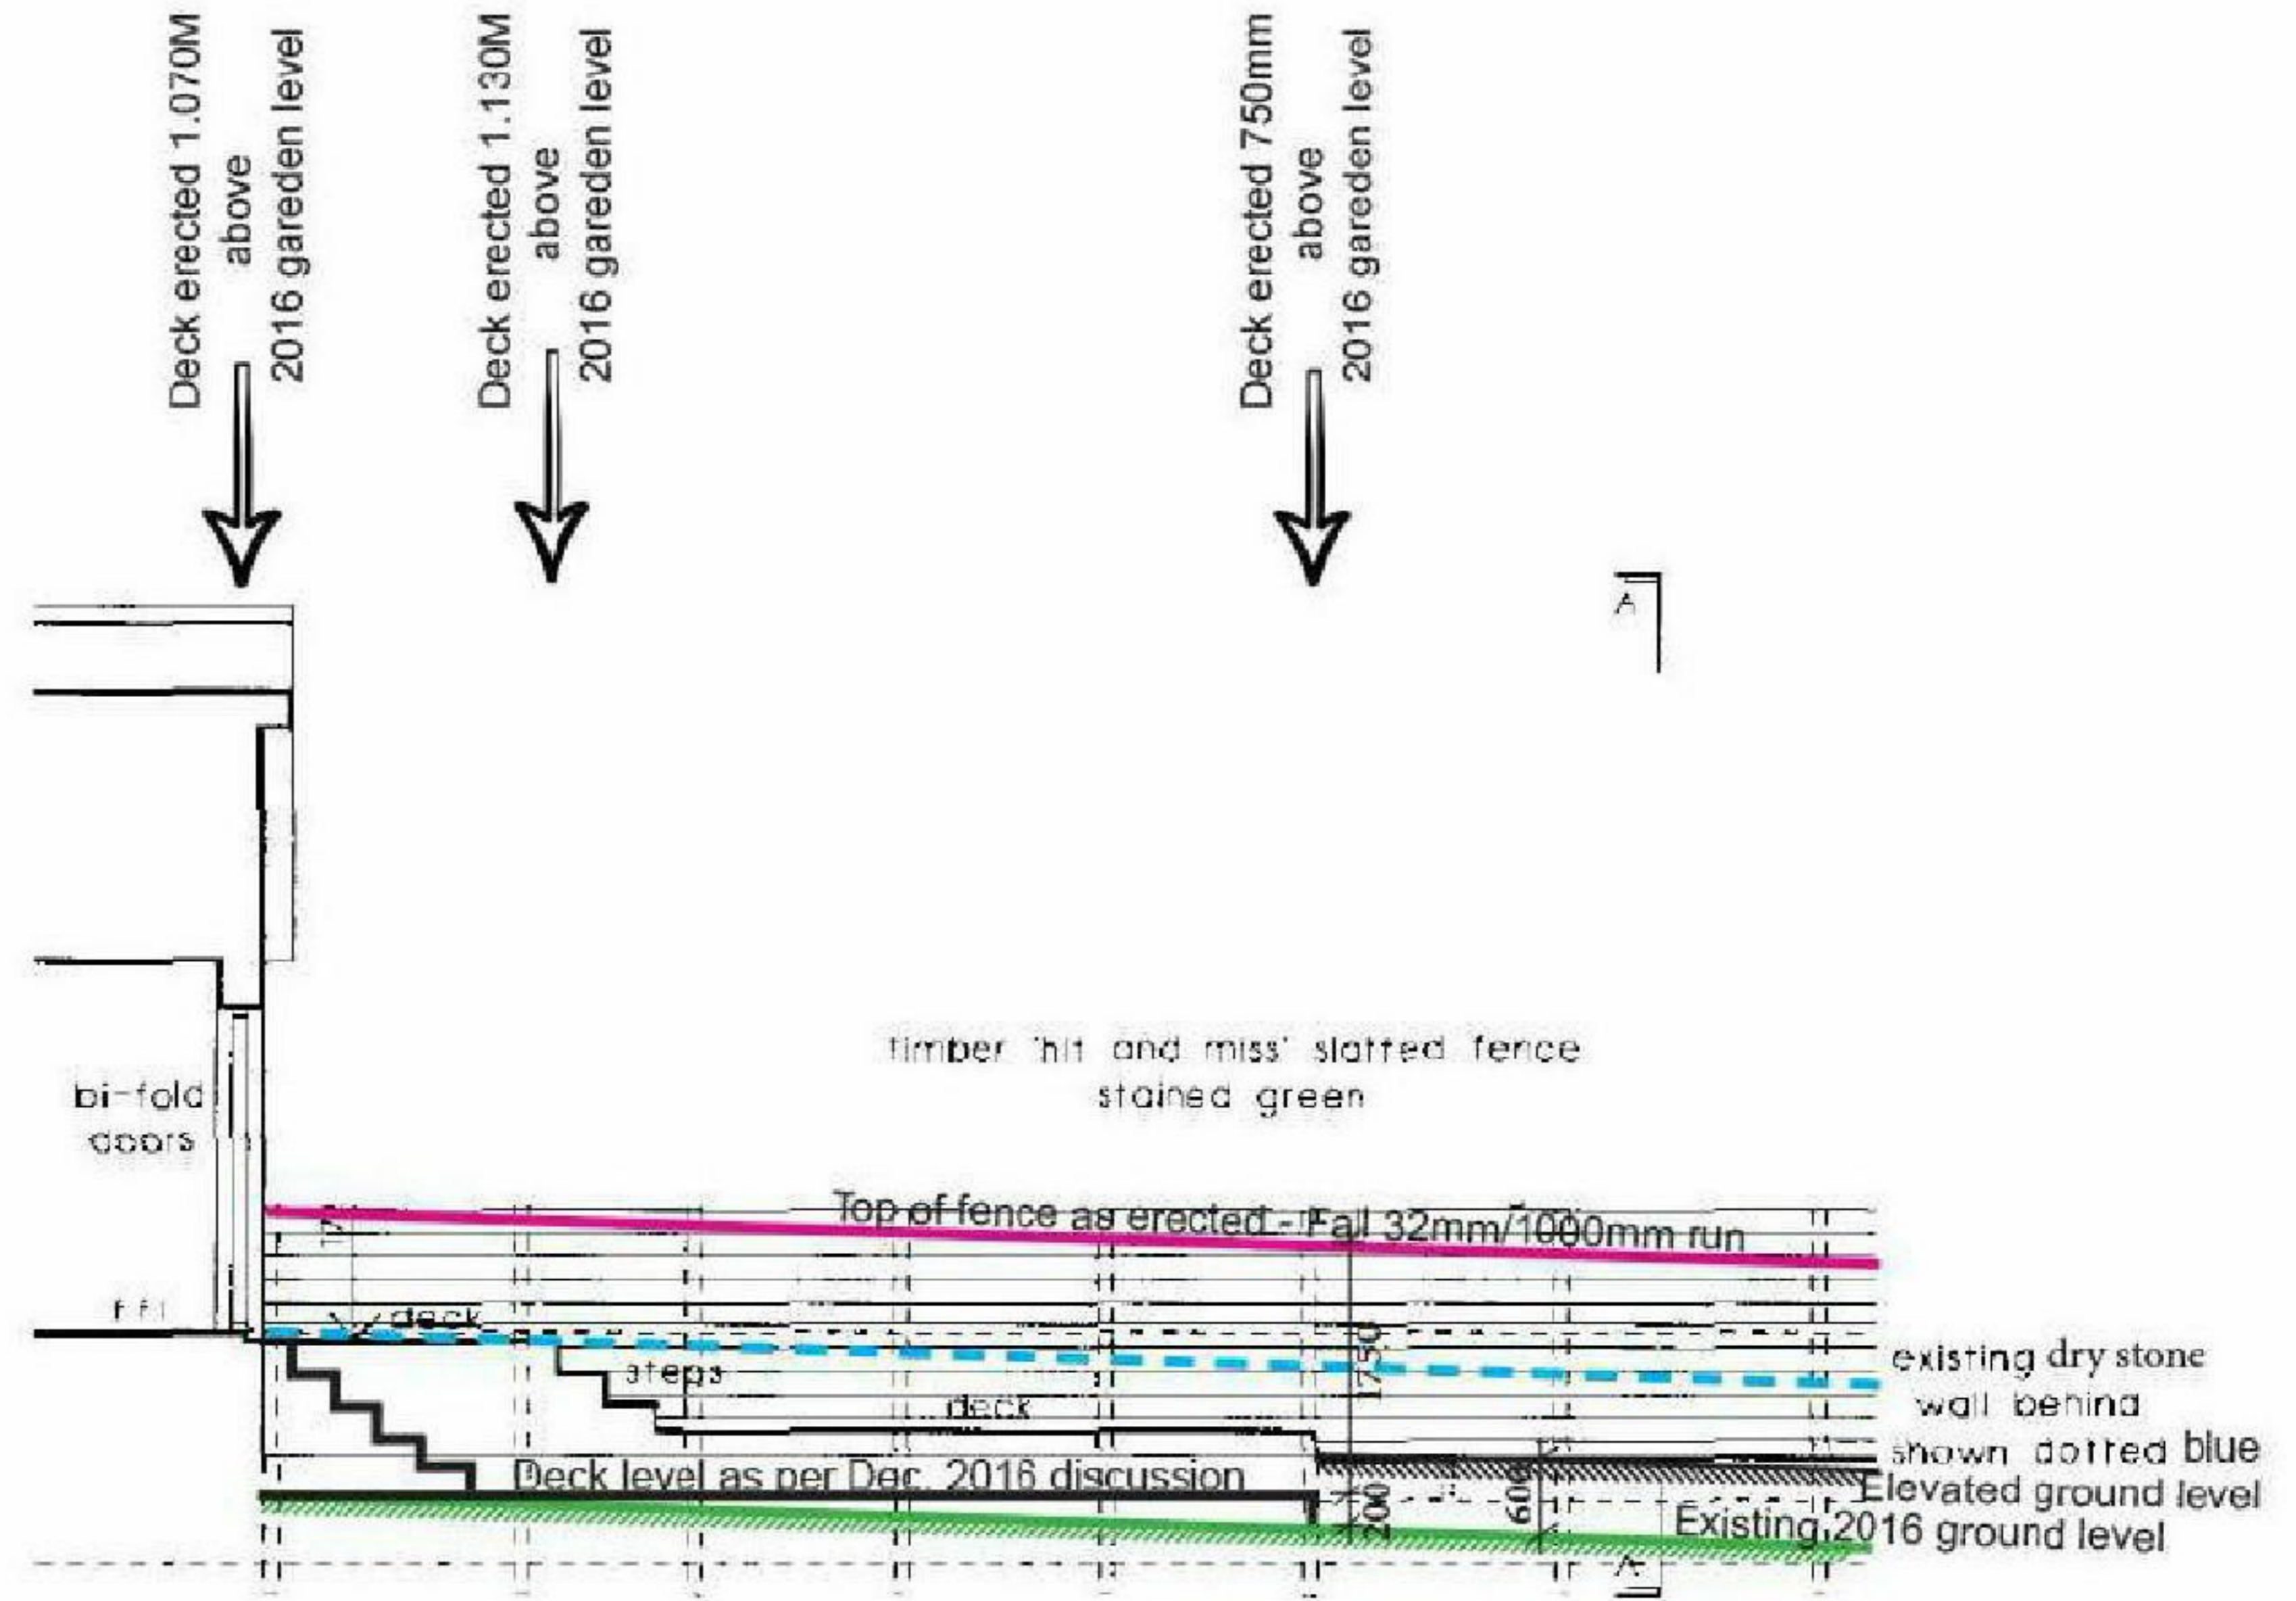 Deck erected 1.070M
above
2016 gareden level
Deck erected 1.130M
above
2016 gareden level
Deck erected 750mm
above
2016 gareden level
A
bi-fold
doors
timber 'hit and miss' slatted fence
stained green
Top of fence as erected - Fall 32mm/1000mm run
ffl
deck
steps
deck
1750
existing dry stone
wall behind
shown dotted blue
Deck level as per Dec. 2016 discussion
Elevated ground level
200
600
Existing 2016 ground level
A